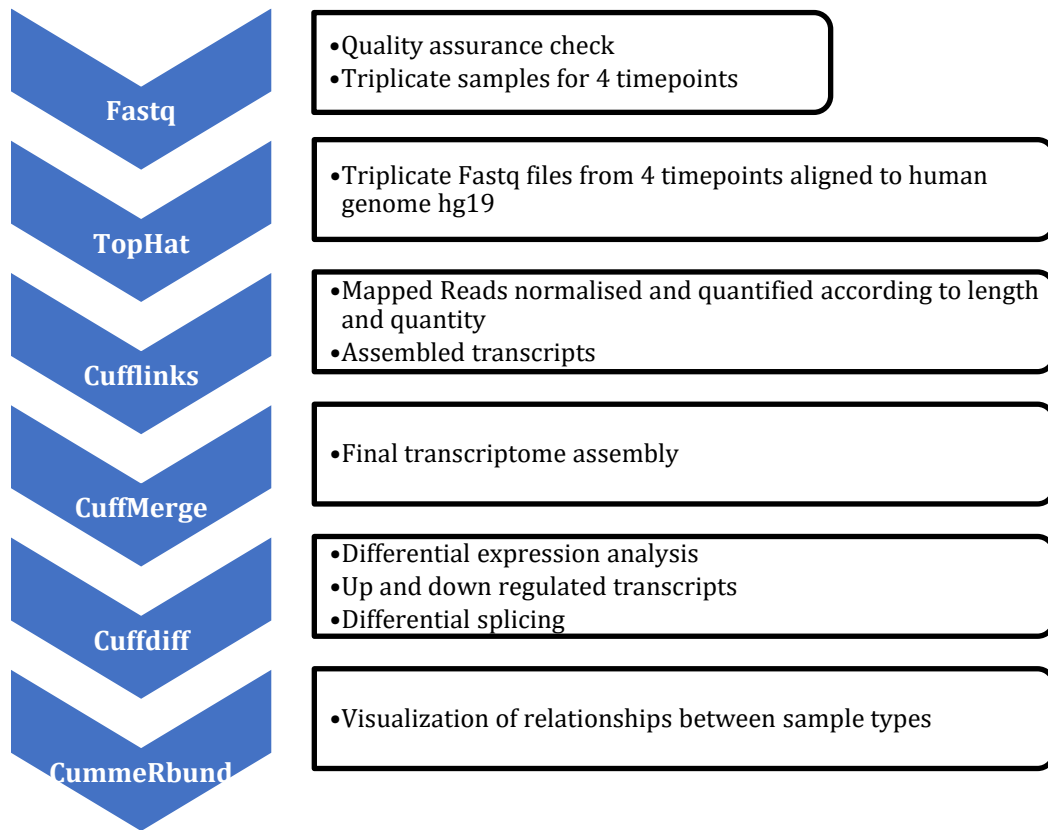 Fastq
•Quality assurance check
•Triplicate samples for 4 timepoints
TopHat
•Triplicate Fastq files from 4 timepoints aligned to human
genome hg19
Cufflinks
•Mapped Reads normalised and quantified according to length
and quantity
•Assembled transcripts
CuffMerge
•Final transcriptome assembly
Cuffdiff
•Differential expression analysis
•Up and down regulated transcripts
•Differential splicing
CummeRbund
•Visualization of relationships between sample types